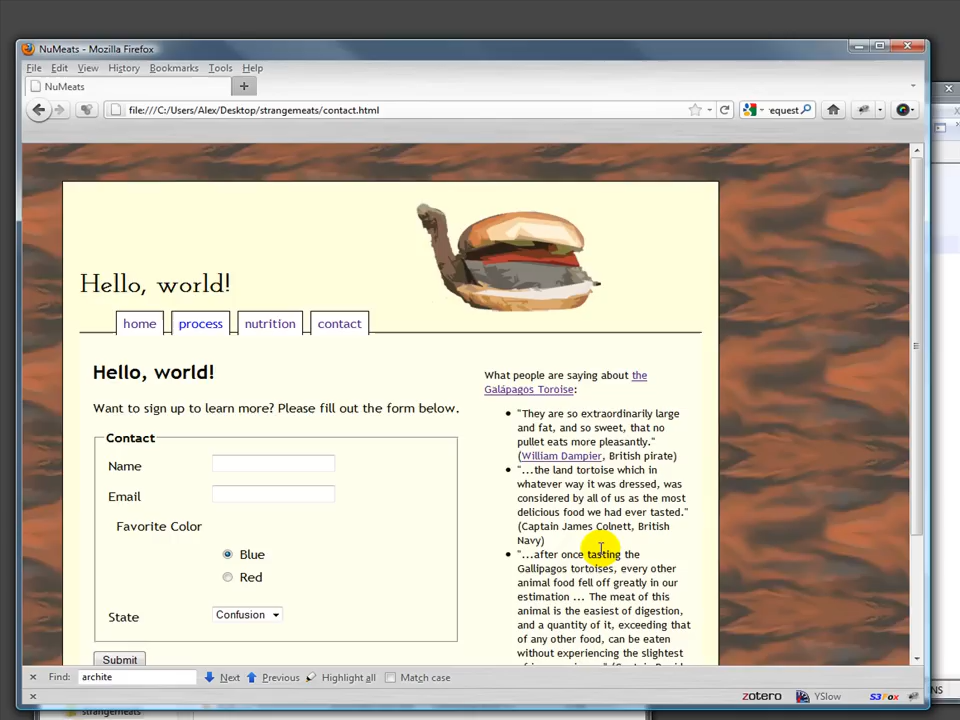 NuMeats - Mozilla Firefox
File Edit View History Bookmarks Tools Help
NuMeats
file:///C:/Users/Alex/Desktop/strangemeats/contact.html
equest
Hello, world!
home process nutrition contact
Hello, world!
Want to sign up to learn more? Please fill out the form below.
Contact
Name
Email
Favorite Color
Blue
Red
State
Confusion
Submit
What people are saying about the
Galápagos Toroise:
"They are so extraordinarily large
and fat, and so sweet, that no
pullet eats more pleasantly."
(William Dampier, British pirate)
"...the land tortoise which in
whatever way it was dressed, was
considered by all of us as the most
delicious food we had ever tasted."
(Captain James Colnett, British
Navy)
"...after once tasting the
Gallipagos tortoises, every other
animal food fell off greatly in our
estimation ... The meat of this
animal is the easiest of digestion,
and a quantity of it, exceeding that
of any other food, can be eaten
without experiencing the slightest
Find: archite Next Previous Highlight all Match case
zotero YSlow S3Fox
NS
strangemeats